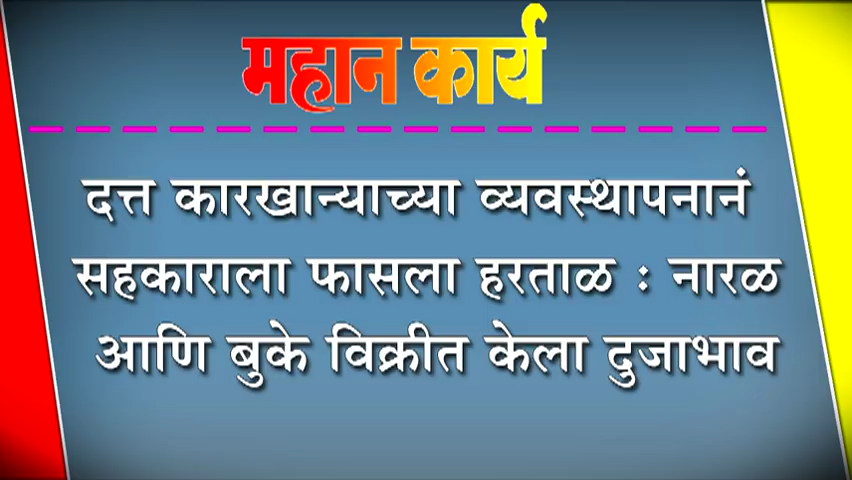 महान कार्य
दत्त कारखान्याच्या व्यवस्थापनानं
सहकाराला फासला हरताळ : नारळ
आणि बुके विक्रीत केला दुजाभाव